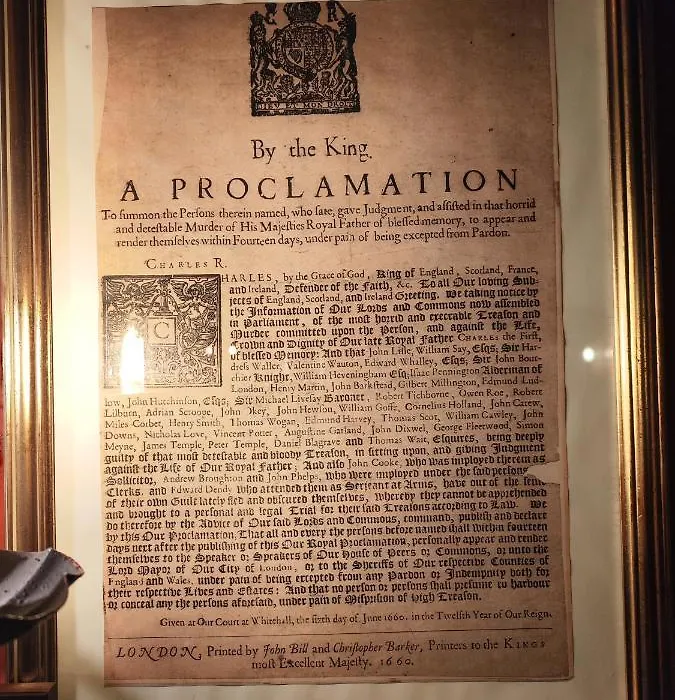 C R
DIEV ET MON DROIT
By the King.
A PROCLAMATION
To summon the Persons therein named, who sate, gave Judgment, and assisted in that horrid
and detestable Murder of His Majesties Royal Father of blessed memory, to appear and
render themselves within Fourteen days, under pain of being excepted from Pardon.
CHARLES R.
C
HARLES, by the Grace of God, King of England, Scotland, France,
and Ireland, Defender of the Faith, &c. To all Our loving Sub-
jects of England, Scotland, and Ireland Greeting. We taking notice by
the Information of Our Lords and Commons now assembled
in Parliament, of the most horrid and execrable Treason and
Murder committed upon the Person, and against the Life,
Crown and Dignity of Our late Royal Father CHARLES the First,
of blessed Memory: And that John Lisle, William Say, Esqs; Sir Har-
dress Waller, Valentine Wauton, Edward Whalley, Esqs; Sir John Bour-
chier Knight, William Heveningham Esq; Isaac Pennington Alderman of
London, Henry Martin, John Barkstead, Gilbert Millington, Edmund Lud-
low, John Hutchinson, Esqs; Sir Michael Livesay Baronet, Robert Tichborne, Owen Roe, Robert
Lilburn, Adrian Scroope, John Okey, John Hewson, William Goff, Cornelius Holland, John Carew,
Miles Corbet, Henry Smith, Thomas Wogan, Edmund Harvey, Thomas Scot, William Cawley, John
Downs, Nicholas Love, Vincent Potter, Augustine Garland, John Dixwel, George Fleetwood, Simon
Meyne, James Temple, Peter Temple, Daniel Blagrave and Thomas Wait, Esquires, being deeply
guilty of that most detestable and bloody Treason, in sitting upon, and giving Judgment
against the Life of Our Royal Father; And also John Cooke, who was employed therein as
Sollicitor, Andrew Broughton and John Phelps, who were imployed under the said persons
Clerks, and Edward Dendy who attended them as Serjeant at Arms, have out of the sense
of their own Guilt lately fled and obscured themselves, whereby they cannot be apprehended
and brought to a personal and legal Trial for their said Treasons according to Law. We
do therefore by the Advice of Our said Lords and Commons, command, publish and declare
by this Our Proclamation, That all and every the persons before named shall within fourteen
days next after the publishing of this Our Royal Proclamation, personally appear and render
themselves to the Speaker or Speakers of Our House of Peers or Commons, or unto the
Lord Mayor of Our City of London, or to the Sheriffs of Our respective Counties of
England and Wales, under pain of being excepted from any Pardon or Indempnity both for
their respective Lives and Estates: And that no person or persons shall presume to harbour
or conceal any the persons aforesaid, under pain of Misprision of High Treason.
Given at Our Court at Whitehall, the sixth day of June 1660. in the Twelfth Year of Our Reign.
LONDON, Printed by John Bill and Christopher Barker, Printers to the KINGS
most Excellent Majesty. 1660.